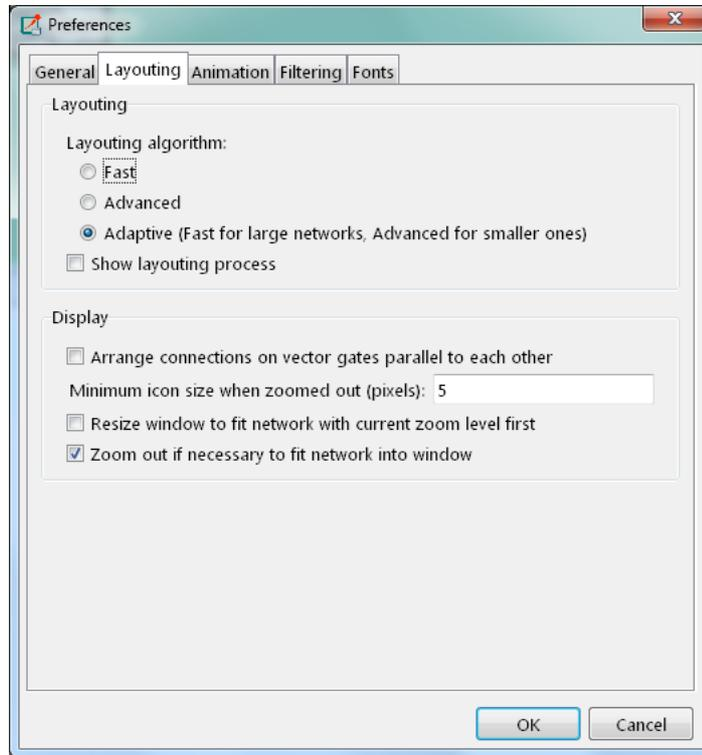 Preferences
General Layouting Animation Filtering Fonts
Layouting
Layouting algorithm:
Fast
Advanced
Adaptive (Fast for large networks, Advanced for smaller ones)
Show layouting process
Display
Arrange connections on vector gates parallel to each other
Minimum icon size when zoomed out (pixels): 5
Resize window to fit network with current zoom level first
Zoom out if necessary to fit network into window
OK Cancel